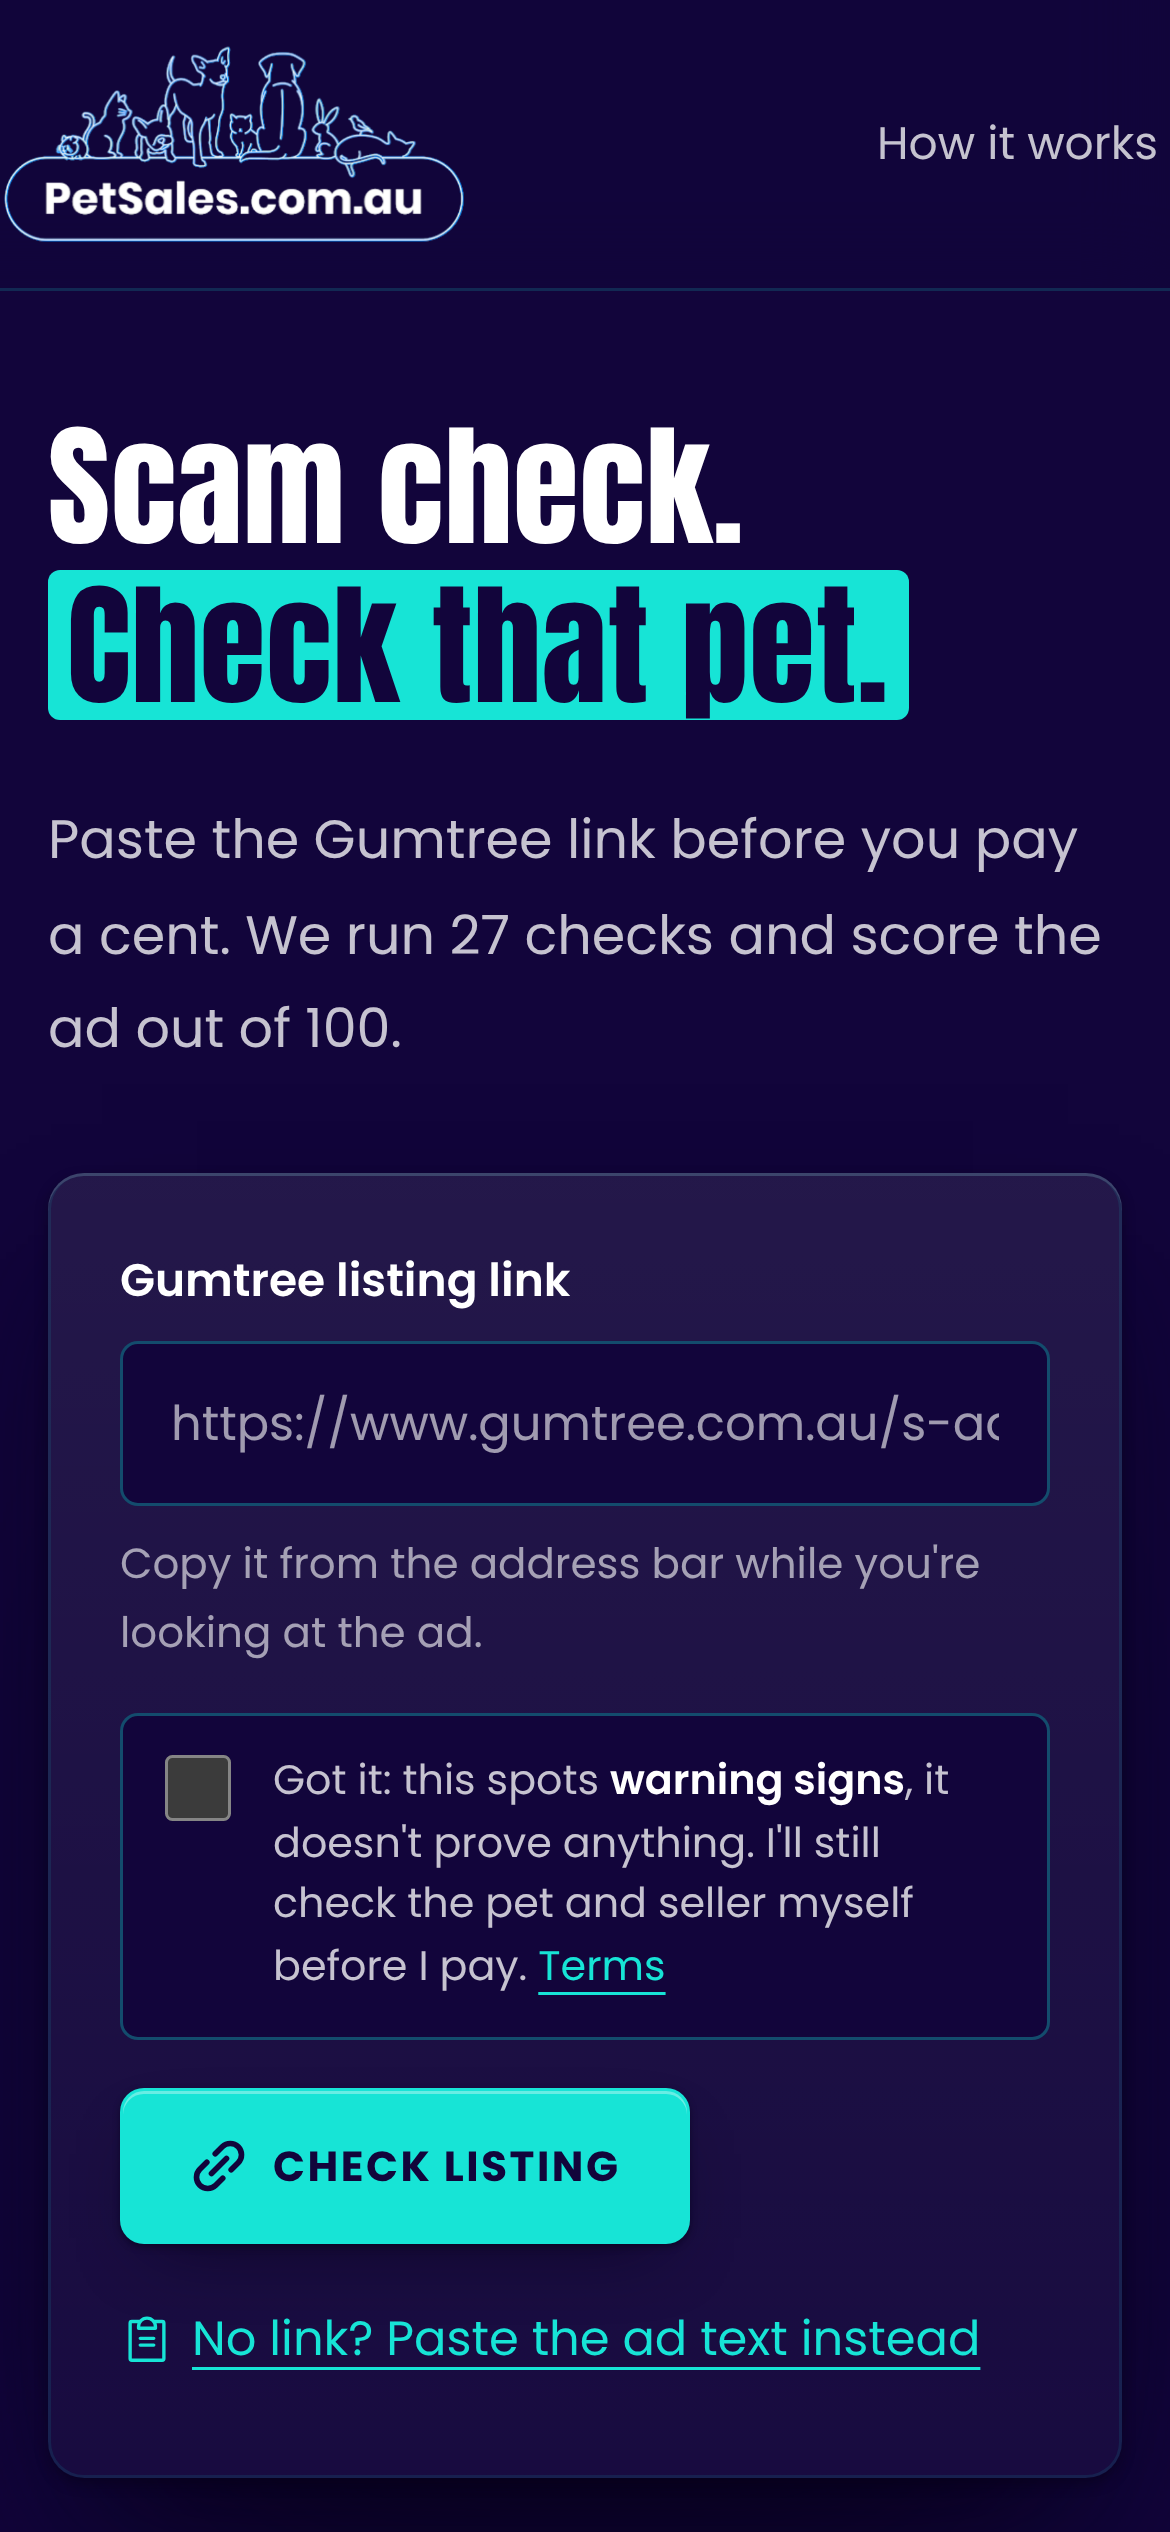 PetSales.com.au
How it works
Scam check.
Check that pet.
Paste the Gumtree link before you pay
a cent. We run 27 checks and score the
ad out of 100.
Gumtree listing link
https://www.gumtree.com.au/s-ad
Copy it from the address bar while you're
looking at the ad.
Got it: this spots warning signs, it
doesn't prove anything. I'll still
check the pet and seller myself
before I pay. Terms
CHECK LISTING
No link? Paste the ad text instead